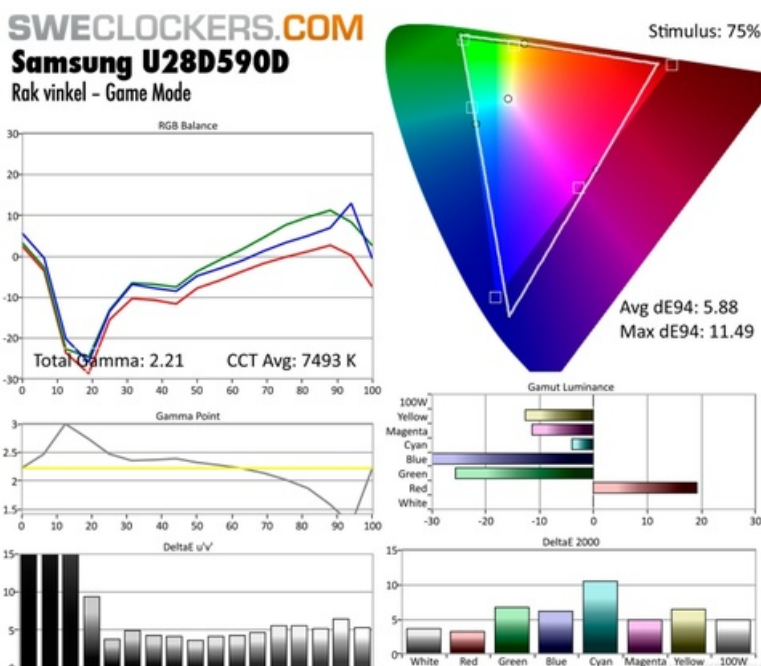 SWECLOCKERS.COM
Samsung U28D590D
Rak vinkel – Game Mode
Stimulus: 75%
RGB Balance
30
20
10
0
-10
-20
-30
Total Gamma: 2.21
CCT Avg: 7493 K
0 10 20 30 40 50 60 70 80 90 100
Avg dE94: 5.88
Max dE94: 11.49
Gamma Point
3
2.5
2
1.5
0 10 20 30 40 50 60 70 80 90 100
Gamut Luminance
100W
Yellow
Magenta
Cyan
Blue
Green
Red
White
-30 -20 -10 0 10 20 30
DeltaE u'v'
15
10
5
DeltaE 2000
15
10
5
0
White Red Green Blue Cyan Magenta Yellow 100W